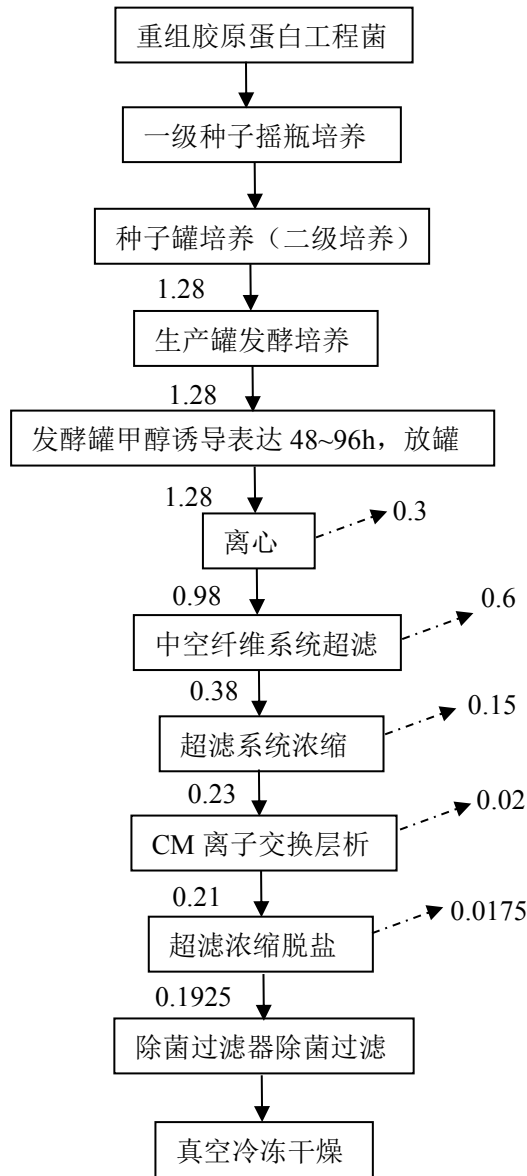 重组胶原蛋白工程菌
一级种子摇瓶培养
种子罐培养（二级培养）
1.28
生产罐发酵培养
1.28
发酵罐甲醇诱导表达 48~96h，放罐
1.28
离心
0.3
0.98
中空纤维系统超滤
0.6
0.38
超滤系统浓缩
0.15
0.23
CM 离子交换层析
0.02
0.21
超滤浓缩脱盐
0.0175
0.1925
除菌过滤器除菌过滤
真空冷冻干燥